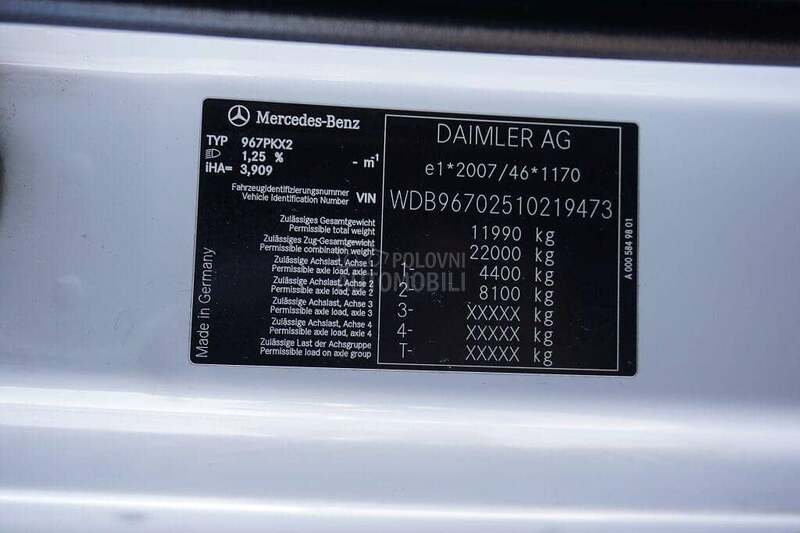 Mercedes-Benz
TYP 967PKX2
1,25 % - m⁻¹
iHA= 3,909
Fahrzeugidentifizierungsnummer
Vehicle Identification Number VIN
Zulässiges Gesamtgewicht
Permissible total weight
Zulässiges Zug-Gesamtgewicht
Permissible combination weight
Zulässige Achslast, Achse 1
Permissible axle load, axle 1
Zulässige Achslast, Achse 2
Permissible axle load, axle 2
Zulässige Achslast, Achse 3
Permissible axle load, axle 3
Zulässige Achslast, Achse 4
Permissible axle load, axle 4
Zulässige Last der Achsgruppe
Permissible load on axle group
Made in Germany
DAIMLER AG
e1*2007/46*1170
WDB96702510219473
11990 kg
22000 kg
1- 4400 kg
2- 8100 kg
3- XXXXX kg
4- XXXXX kg
T- XXXXX kg
A 000 584 98 01
POLOVNI
AUTOMOBILI